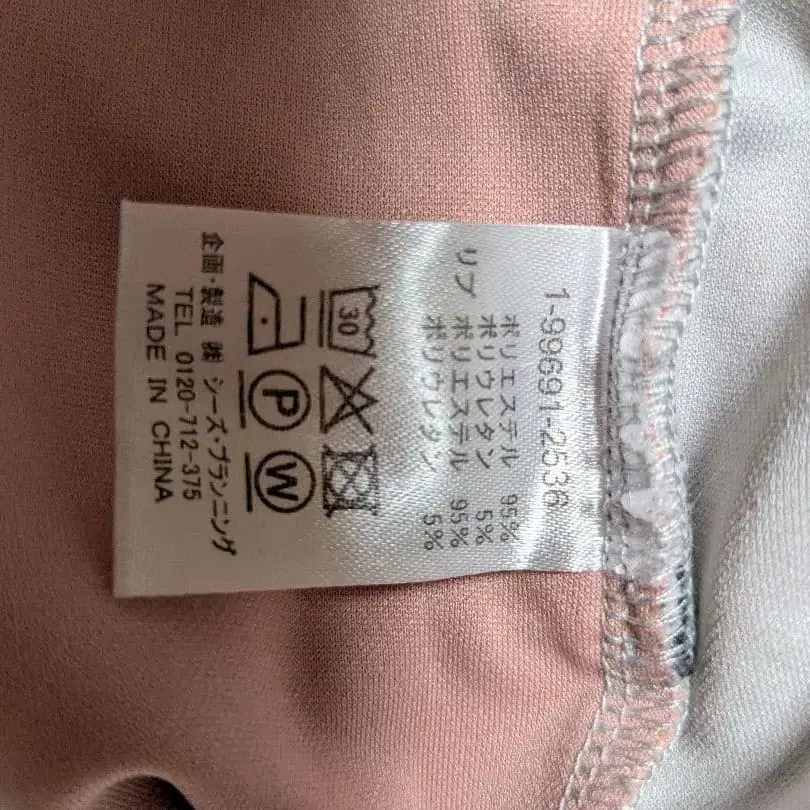 1-99691-2536
ポリエステル 95%
ポリウレタン 5%
リブ ポリエステル 95%
ポリウレタン 5%
30
P
W
企画・製造 ㈱ シーズ・プランニング
TEL 0120-712-375
MADE IN CHINA